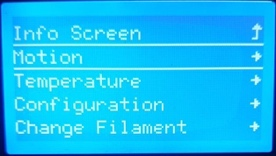 Info Screen
Motion
Temperature
Configuration
Change Filament